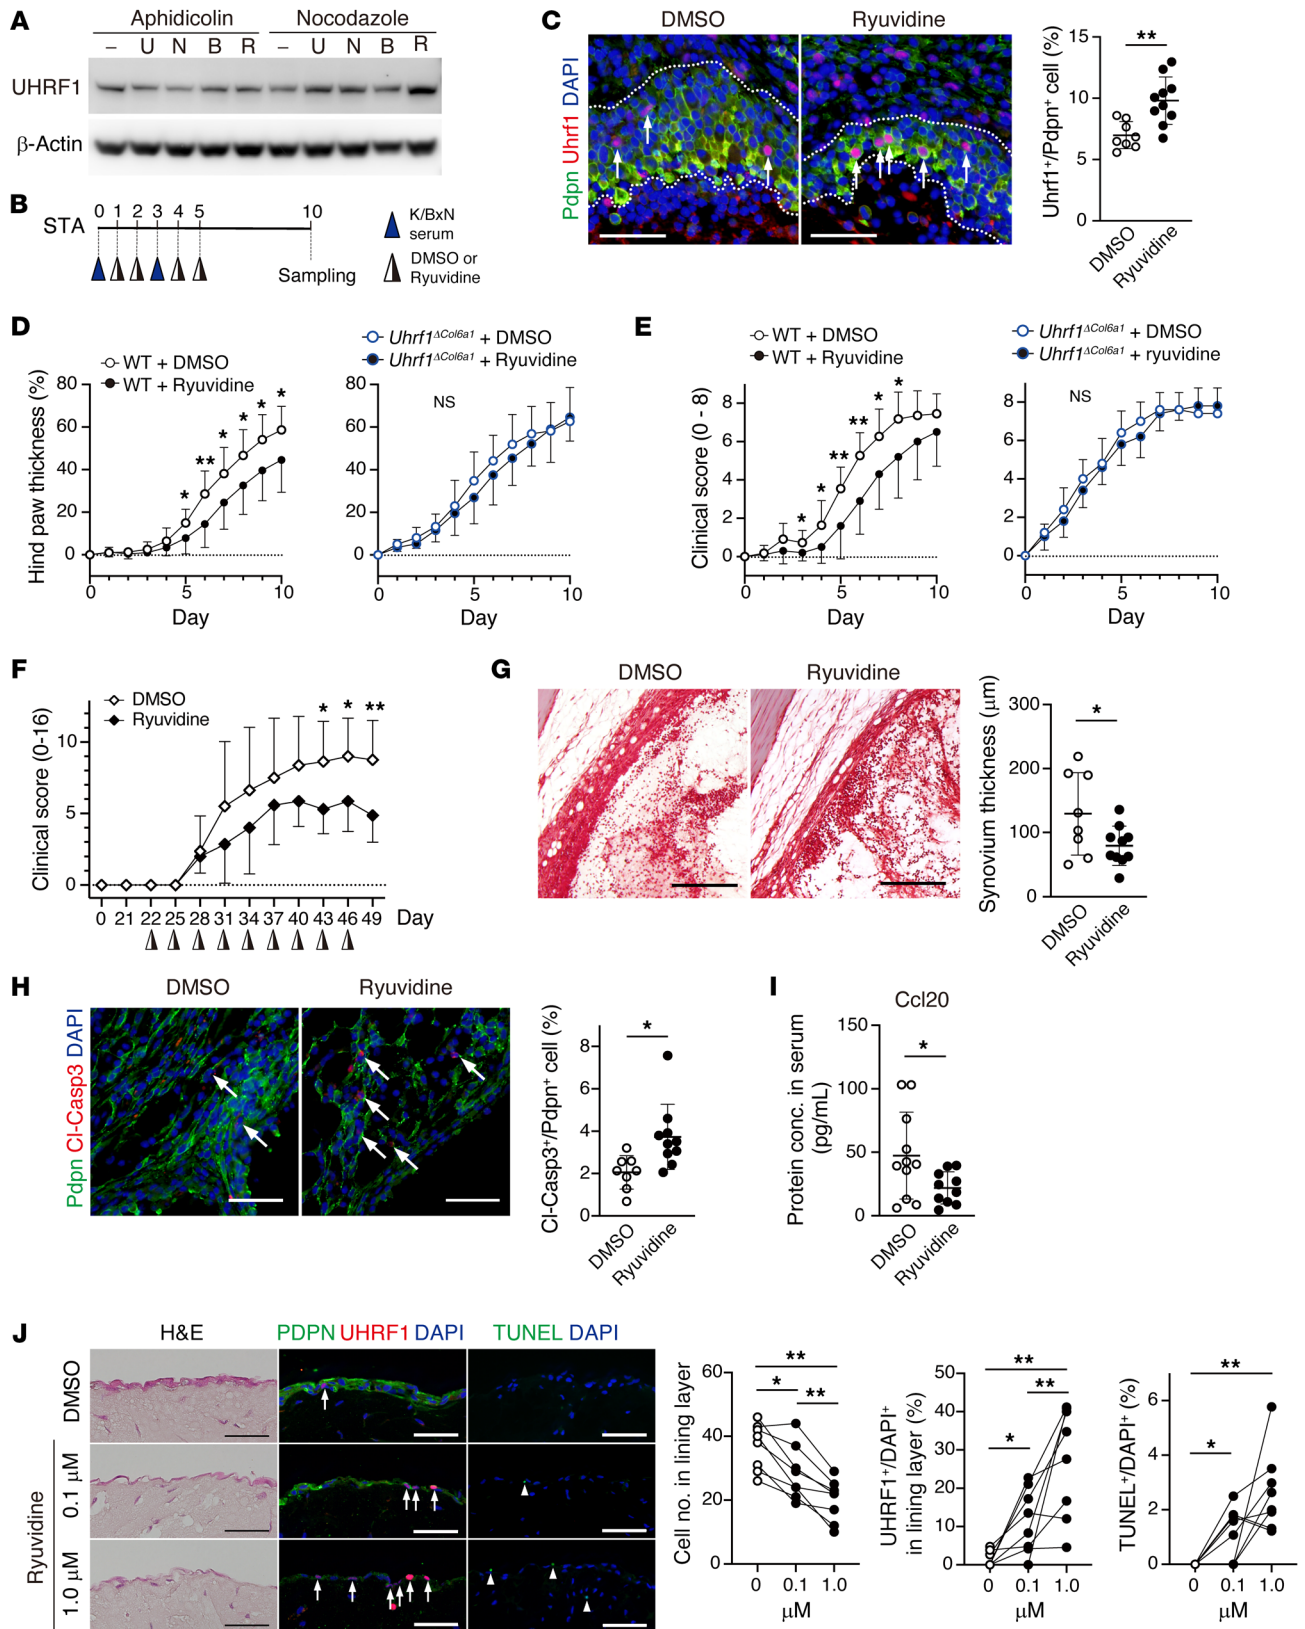 A
Aphidicolin Nocodazole
– U N B R – U N B R
UHRF1
β-Actin
B
STA
0 1 2 3 4 5 10
Sampling
K/BxN
serum
DMSO or
Ryuvidine
C
DMSO Ryuvidine
Pdpn Uhrf1 DAPI
Uhrf1+/Pdpn+ cell (%)
15
10
5
0
**
DMSO
Ryuvidine
D
WT + DMSO
WT + Ryuvidine
Uhrf1ΔCol6a1 + DMSO
Uhrf1ΔCol6a1 + Ryuvidine
Hind paw thickness (%)
80
60
40
20
0
* ** * * * *
0 5 10
Day
80
60
40
20
0
NS
0 5 10
Day
E
WT + DMSO
WT + Ryuvidine
Uhrf1ΔCol6a1 + DMSO
Uhrf1ΔCol6a1 + ryuvidine
Clinical score (0 - 8)
8
6
4
2
0
* * ** ** * *
0 5 10
Day
8
6
4
2
0
NS
0 5 10
Day
F
DMSO
Ryuvidine
Clinical score (0-16)
10
5
0
* * **
0 21 22 25 28 31 34 37 40 43 46 49 Day
G
DMSO Ryuvidine
Synovium thickness (μm)
300
200
100
0
*
DMSO
Ryuvidine
H
DMSO Ryuvidine
Pdpn Cl-Casp3 DAPI
Cl-Casp3+/Pdpn+ cell (%)
8
6
4
2
0
*
DMSO
Ryuvidine
I
Ccl20
Protein conc. in serum
(pg/mL)
150
100
50
0
*
DMSO
Ryuvidine
J
H&E PDPN UHRF1 DAPI TUNEL DAPI
DMSO
Ryuvidine
0.1 μM
1.0 μM
Cell no. in lining layer
60
40
20
0
**
* **
0 0.1 1.0
μM
UHRF1+/DAPI+
in lining layer (%)
50
40
30
20
10
0
**
**
*
0 0.1 1.0
μM
TUNEL+/DAPI+ (%)
6
4
2
0
**
*
0 0.1 1.0
μM